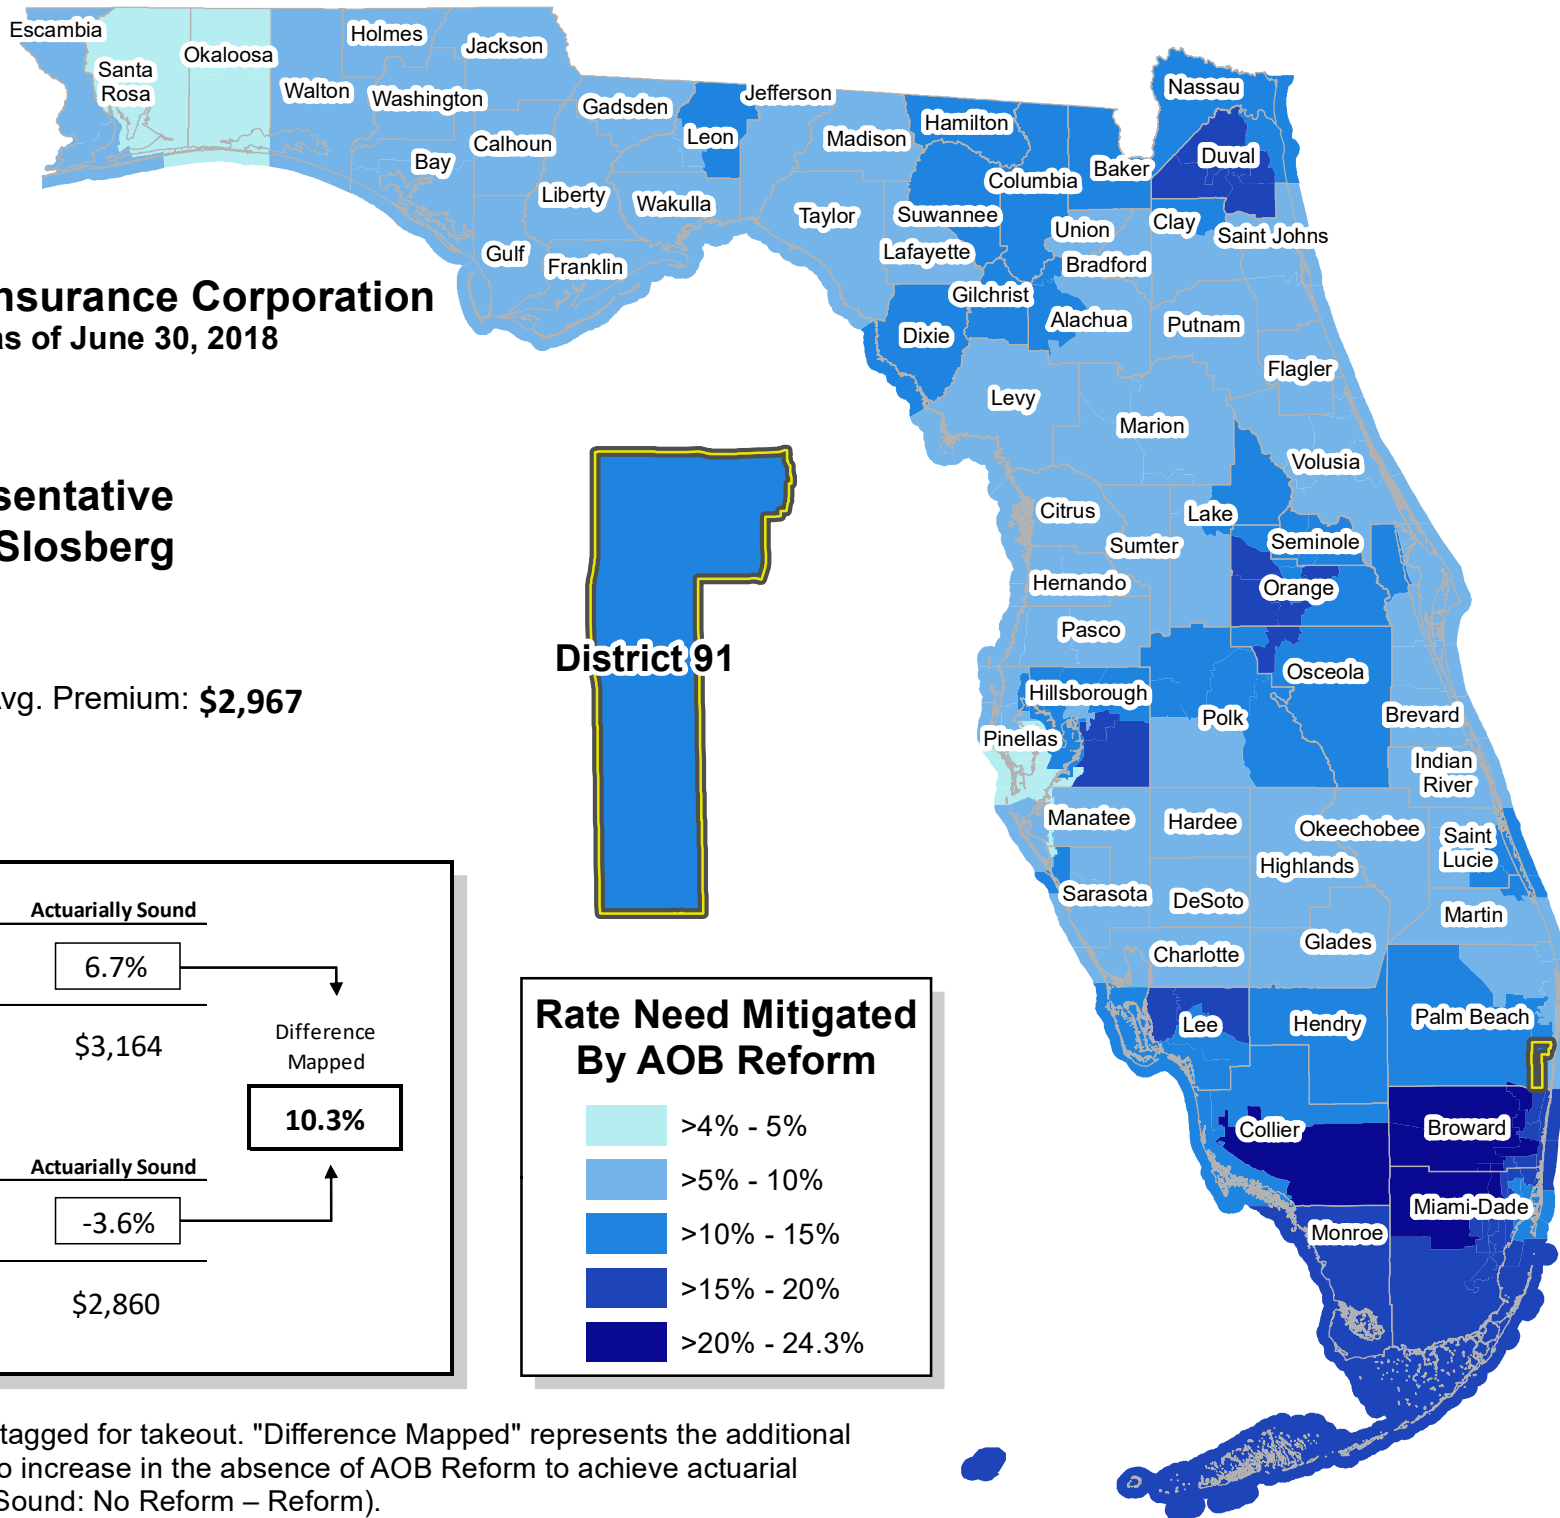 nsurance Corporation
as of June 30, 2018
sentative
Slosberg
vg. Premium: $2,967
Actuarially Sound
6.7%
$3,164
Difference
Mapped
10.3%
Actuarially Sound
-3.6%
$2,860
tagged for takeout. "Difference Mapped" represents the additional
o increase in the absence of AOB Reform to achieve actuarial
Sound: No Reform – Reform).
District 91
Rate Need Mitigated
By AOB Reform
>4% - 5%
>5% - 10%
>10% - 15%
>15% - 20%
>20% - 24.3%
Escambia
Santa
Rosa
Okaloosa
Holmes
Jackson
Walton
Washington
Gadsden
Jefferson
Leon
Madison
Hamilton
Nassau
Duval
Baker
Columbia
Calhoun
Bay
Liberty
Wakulla
Taylor
Suwannee
Lafayette
Union
Clay
Saint Johns
Bradford
Gulf
Franklin
Gilchrist
Dixie
Alachua
Putnam
Flagler
Levy
Marion
Volusia
Citrus
Lake
Sumter
Seminole
Hernando
Orange
Pasco
Osceola
Hillsborough
Polk
Brevard
Pinellas
Indian
River
Manatee
Hardee
Okeechobee
Saint
Lucie
Highlands
Sarasota
DeSoto
Martin
Charlotte
Glades
Lee
Hendry
Palm Beach
Collier
Broward
Miami-Dade
Monroe